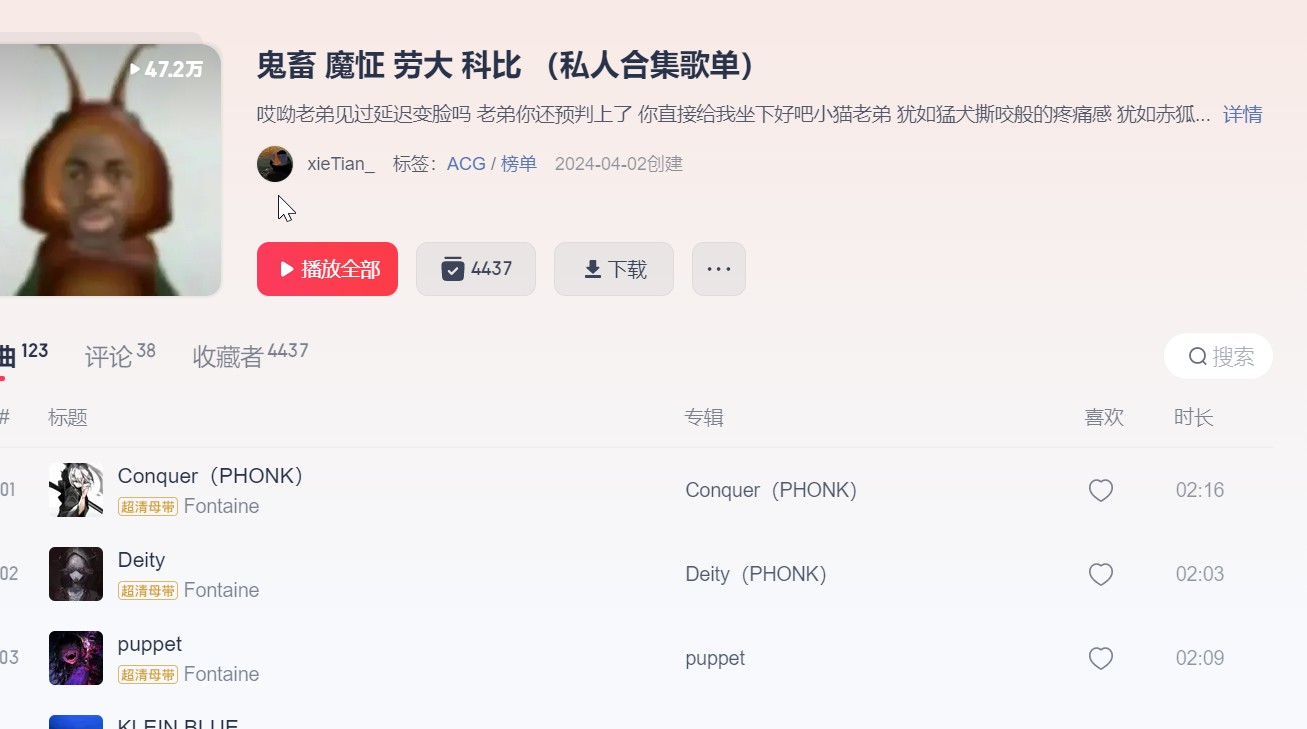 47.2万
鬼畜 魔怔 劳大 科比 （私人合集歌单）
哎呦老弟见过延迟变脸吗 老弟你还预判上了 你直接给我坐下好吧小猫老弟 犹如猛犬撕咬般的疼痛感 犹如赤狐... 详情
xieTian_ 标签：ACG / 榜单 2024-04-02创建
播放全部 4437 下载 ...
曲 123 评论 38 收藏者 4437 搜索
# 标题 专辑 喜欢 时长
01 Conquer（PHONK） Conquer（PHONK） 02:16
超清母带 Fontaine
02 Deity Deity（PHONK） 02:03
超清母带 Fontaine
03 puppet puppet 02:09
超清母带 Fontaine
KLEIN BLUE